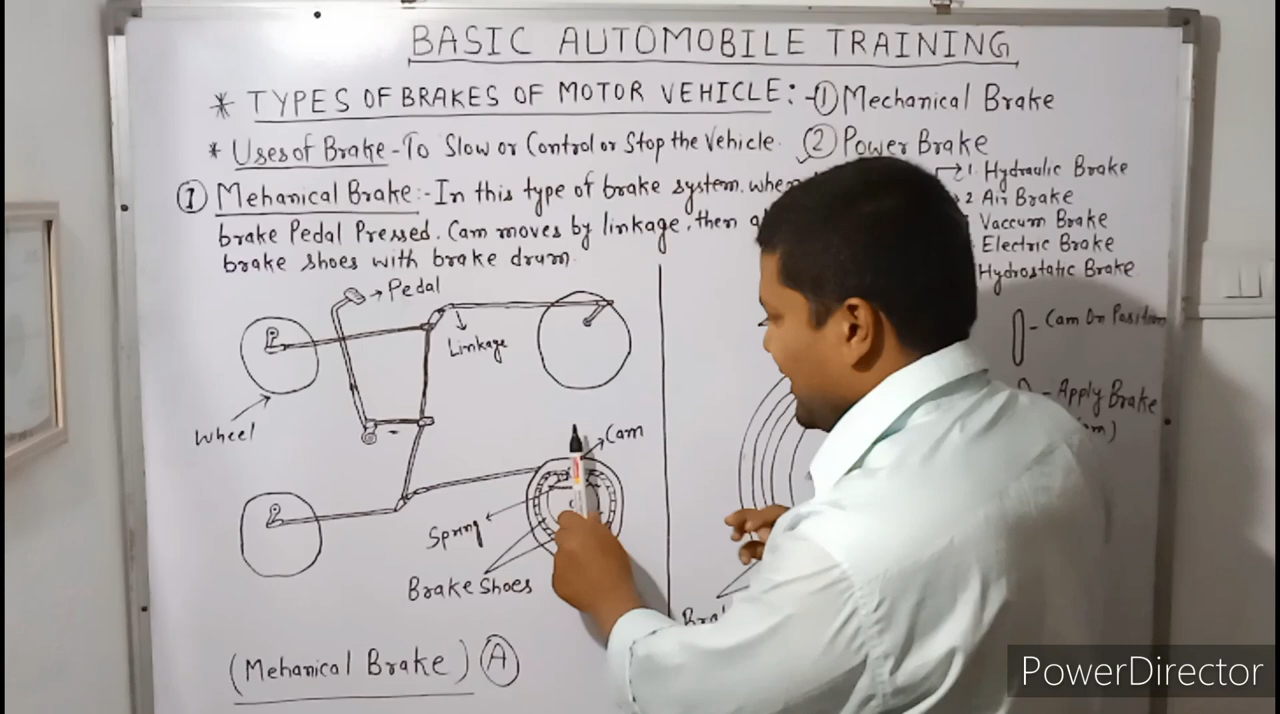 BASIC AUTOMOBILE TRAINING
* TYPES OF BRAKES OF MOTOR VEHICLE:- ① Mechanical Brake
* Uses of Brake - To Slow or Control or Stop the Vehicle. ② Power Brake
1. Hydraulic Brake
2 Air Brake
Vaccum Brake
Electric Brake
Hydrostatic Brake
① Mehanical Brake:- In this type of brake system, when
brake Pedal Pressed. Cam moves by linkage, then
brake shoes with brake drum.
→ Pedal
Linkage
Wheel
Cam
Spring
Brake Shoes
(Mehanical Brake) Ⓐ
- Cam On Position
- Apply Brake
PowerDirector